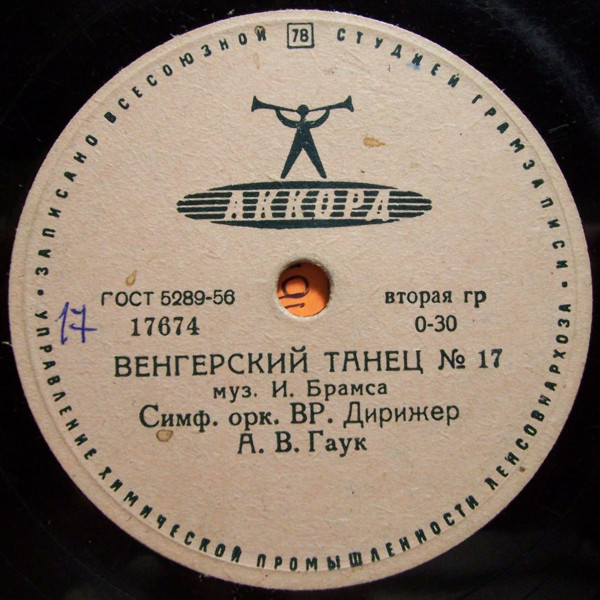 ЗАПИСАНО ВСЕСОЮЗНОЙ 78 СТУДИЕЙ ГРАМЗАПИСИ
АККОРД
ГОСТ 5289-56
вторая гр
17
17674
0-30
ВЕНГЕРСКИЙ ТАНЕЦ № 17
муз. И. Брамса
Симф. орк. ВР. Дирижер
А. В. Гаук
УПРАВЛЕНИЕ ХИМИЧЕСКОЙ ПРОМЫШЛЕННОСТИ ЛЕНСОВНАРХОЗА